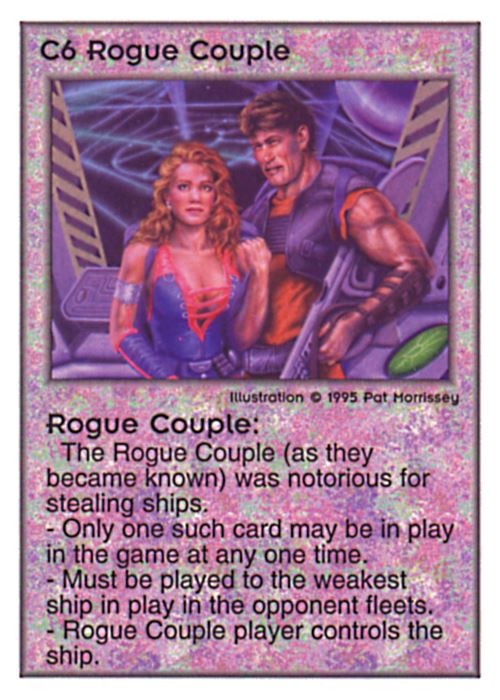 C6 Rogue Couple
Illustration © 1995 Pat Morrissey
Rogue Couple:
The Rogue Couple (as they
became known) was notorious for
stealing ships.
- Only one such card may be in play
in the game at any one time.
- Must be played to the weakest
ship in play in the opponent fleets.
- Rogue Couple player controls the
ship.